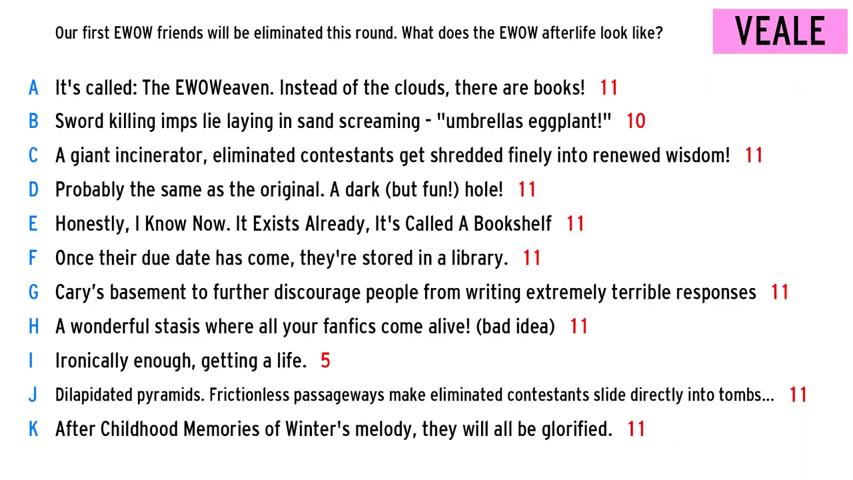 Our first EWOW friends will be eliminated this round. What does the EWOW afterlife look like?
VEALE
A It's called: The EWOWeaven. Instead of the clouds, there are books! 11
B Sword killing imps lie laying in sand screaming - "umbrellas eggplant!" 10
C A giant incinerator, eliminated contestants get shredded finely into renewed wisdom! 11
D Probably the same as the original. A dark (but fun!) hole! 11
E Honestly, I Know Now. It Exists Already, It's Called A Bookshelf 11
F Once their due date has come, they're stored in a library. 11
G Cary’s basement to further discourage people from writing extremely terrible responses 11
H A wonderful stasis where all your fanfics come alive! (bad idea) 11
I Ironically enough, getting a life. 5
J Dilapidated pyramids. Frictionless passageways make eliminated contestants slide directly into tombs... 11
K After Childhood Memories of Winter's melody, they will all be glorified. 11